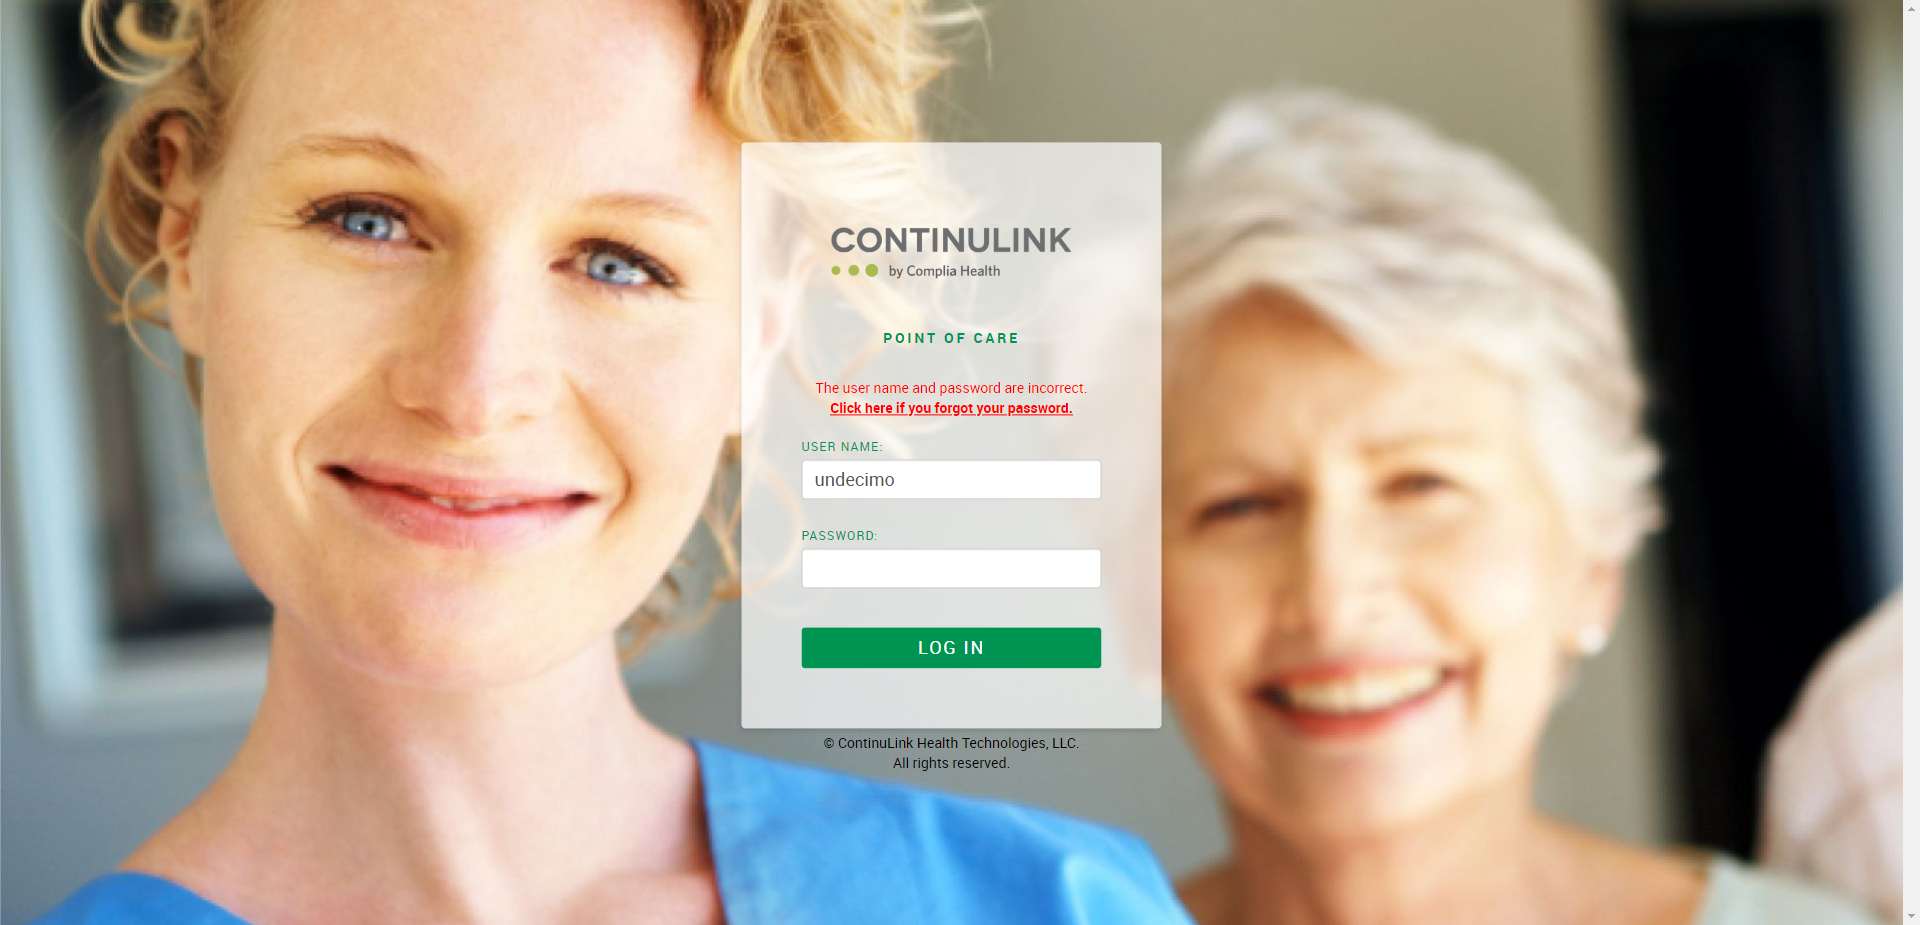 CONTINULINK
by Complia Health
POINT OF CARE
The user name and password are incorrect.
Click here if you forgot your password.
USER NAME:
undecimo
PASSWORD:
LOG IN
© ContinuLink Health Technologies, LLC.
All rights reserved.